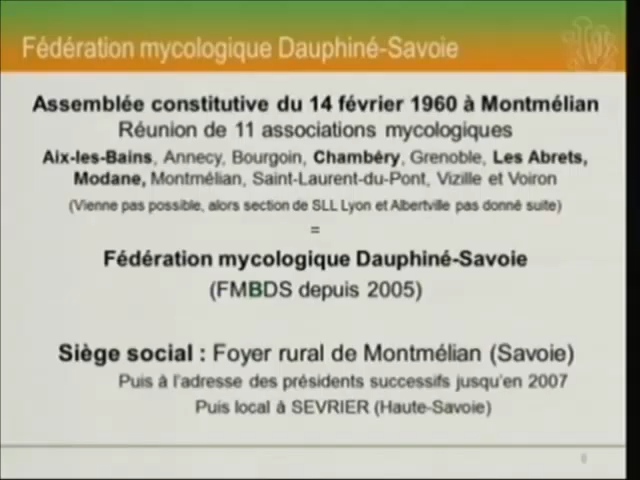 Fédération mycologique Dauphiné-Savoie
Assemblée constitutive du 14 février 1960 à Montmélian
Réunion de 11 associations mycologiques
Aix-les-Bains, Annecy, Bourgoin, Chambéry, Grenoble, Les Abrets,
Modane, Montmélian, Saint-Laurent-du-Pont, Vizille et Voiron
(Vienne pas possible, alors section de SLL Lyon et Albertville pas donné suite)
=
Fédération mycologique Dauphiné-Savoie
(FMBDS depuis 2005)
Siège social : Foyer rural de Montmélian (Savoie)
Puis à l'adresse des présidents successifs jusqu'en 2007
Puis local à SEVRIER (Haute-Savoie)